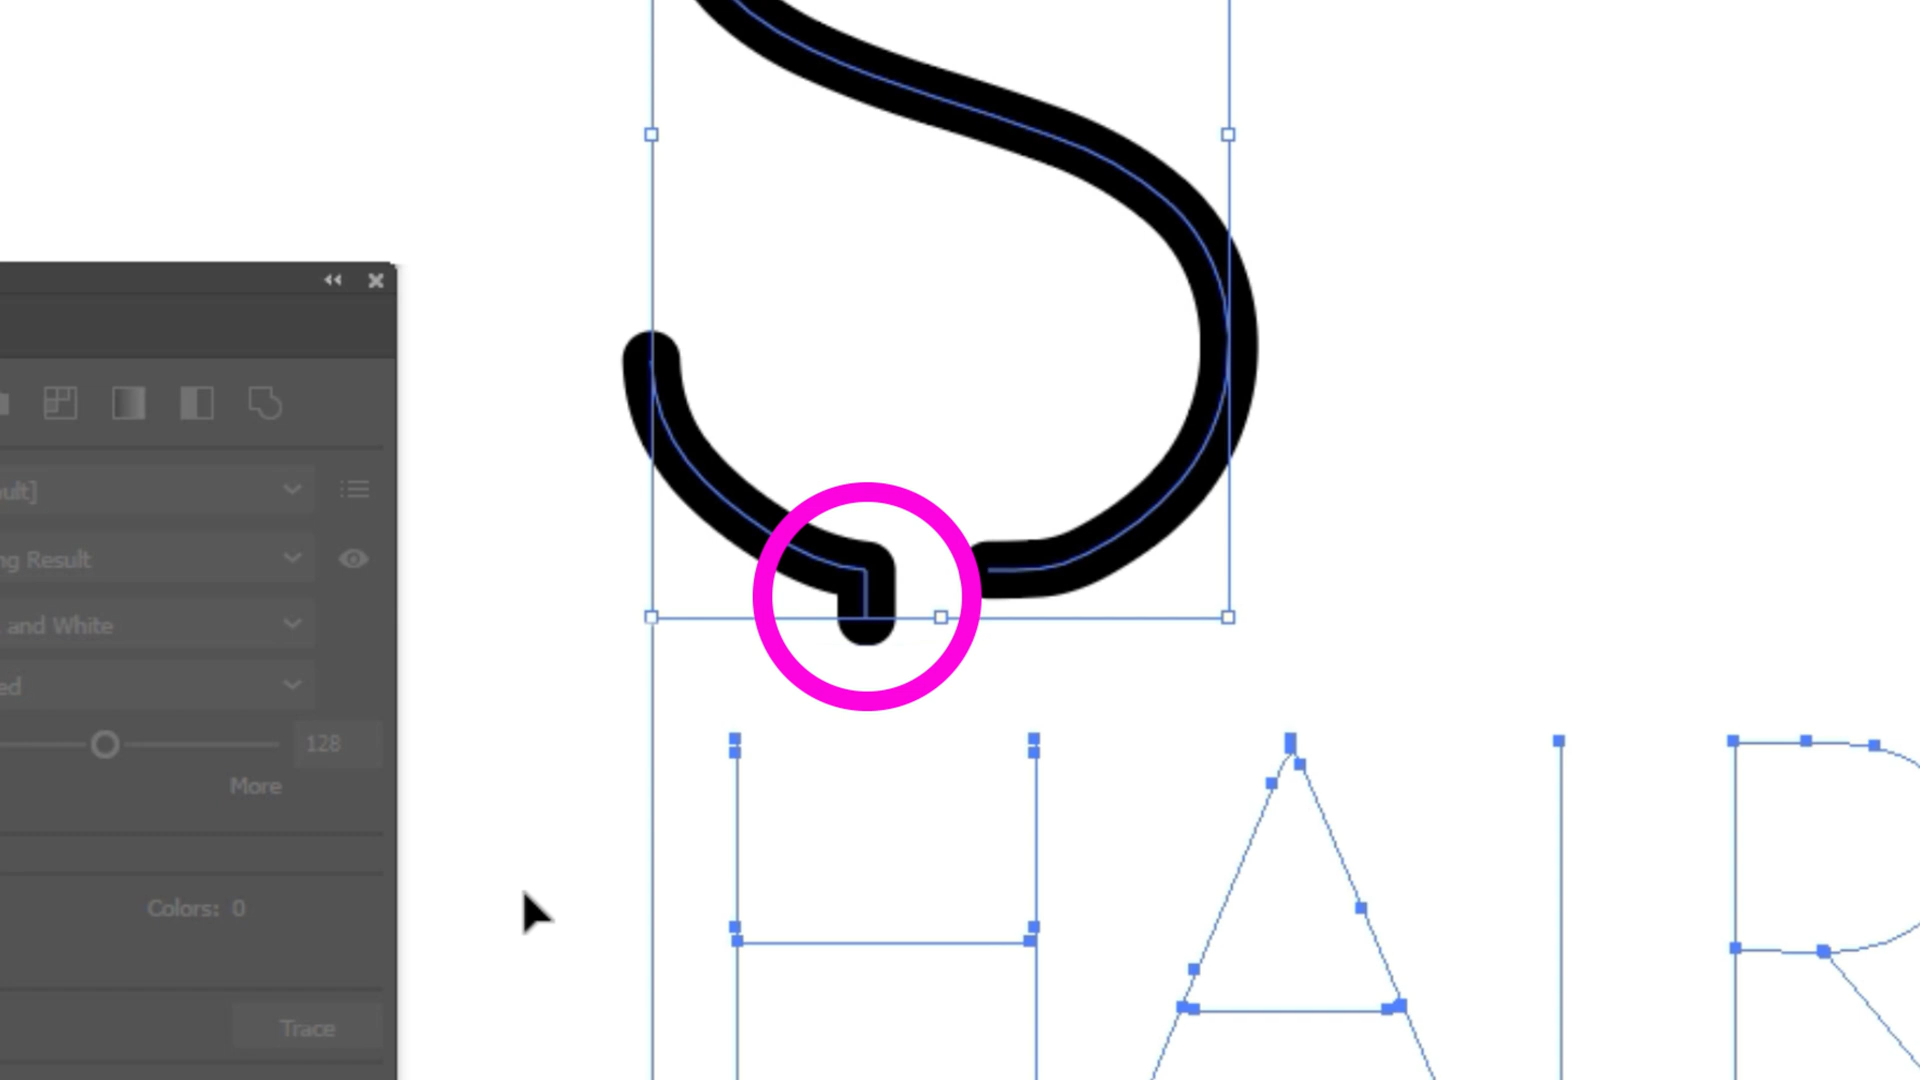 ult]
ng Result
and White
ed
128
More
Colors: 0
Trace
S
HAIR